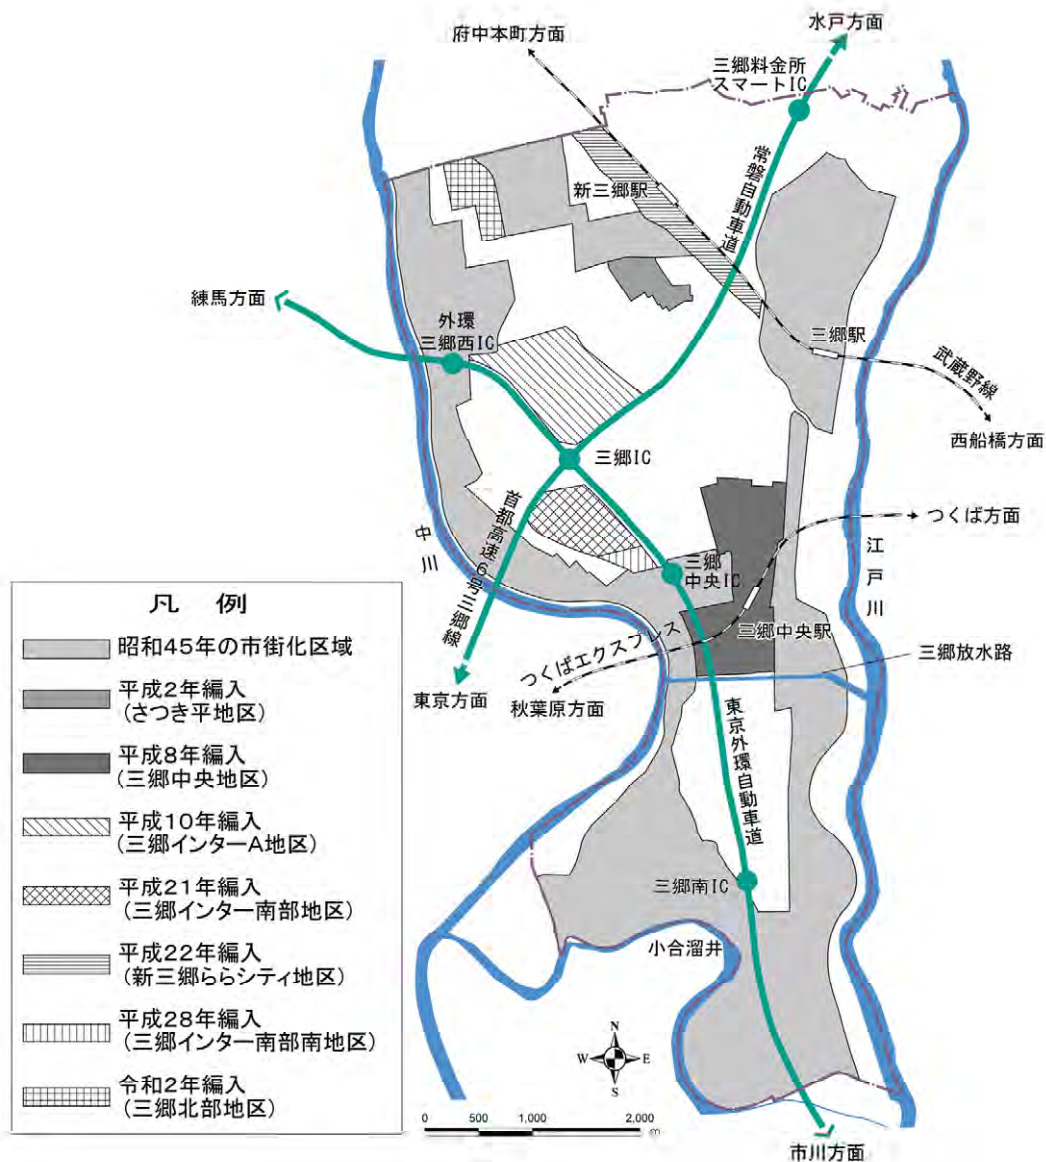 水戸方面
府中本町方面
三郷料金所
スマートIC
常磐自動車道
新三郷駅
練馬方面
外環
三郷西IC
三郷駅
武蔵野線
西船橋方面
三郷IC
首都高速6号三郷線
中川
つくば方面
江戸川
三郷
中央IC
三郷中央駅
つくばエクスプレス
三郷放水路
東京方面
秋葉原方面
東京外環自動車道
三郷南IC
小合溜井
凡 例
昭和45年の市街化区域
平成2年編入
(さつき平地区)
平成8年編入
(三郷中央地区)
平成10年編入
(三郷インターA地区)
平成21年編入
(三郷インター南部地区)
平成22年編入
(新三郷ららシティ地区)
平成28年編入
(三郷インター南部南地区)
令和2年編入
(三郷北部地区)
N
W E
S
0 500 1,000 2,000
m
市川方面